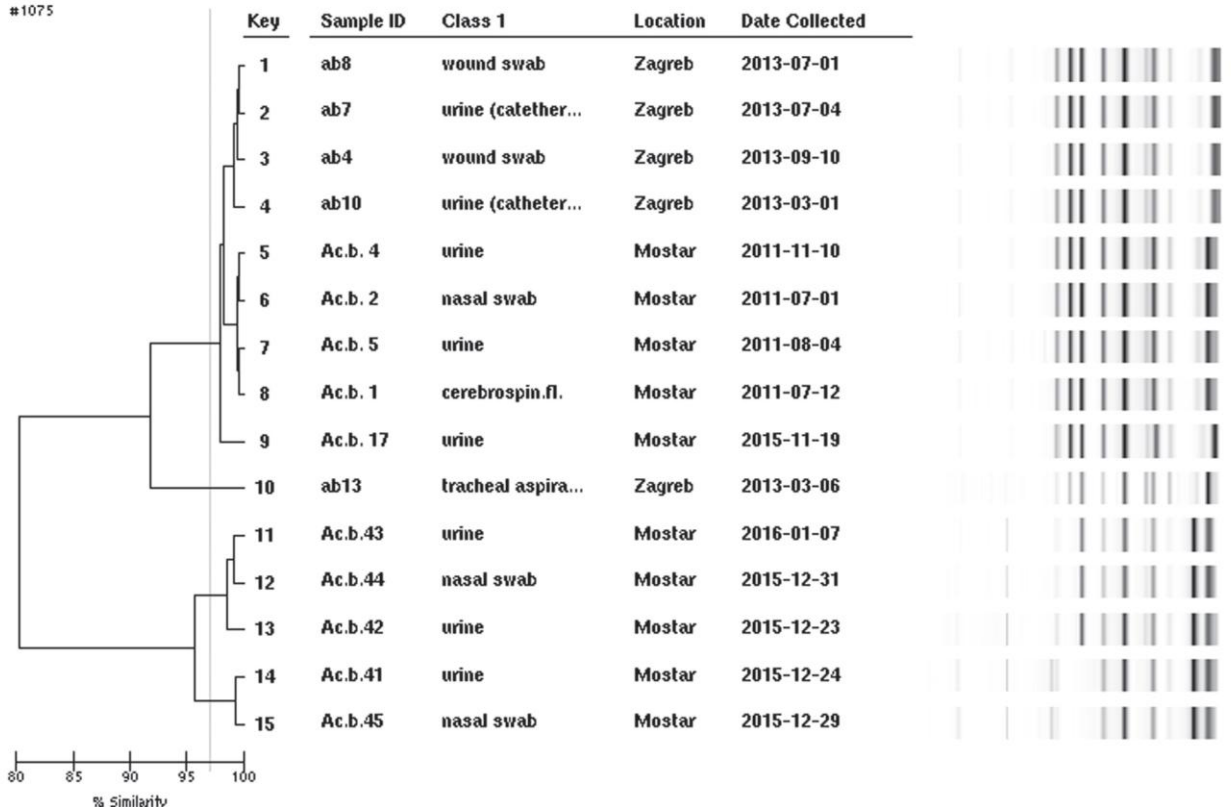 #1075
Key Sample ID Class 1 Location Date Collected
1 ab8 wound swab Zagreb 2013-07-01
2 ab7 urine (catether... Zagreb 2013-07-04
3 ab4 wound swab Zagreb 2013-09-10
4 ab10 urine (catheter... Zagreb 2013-03-01
5 Ac.b. 4 urine Mostar 2011-11-10
6 Ac.b. 2 nasal swab Mostar 2011-07-01
7 Ac.b. 5 urine Mostar 2011-08-04
8 Ac.b. 1 cerebrospin.fl. Mostar 2011-07-12
9 Ac.b. 17 urine Mostar 2015-11-19
10 ab13 tracheal aspira... Zagreb 2013-03-06
11 Ac.b.43 urine Mostar 2016-01-07
12 Ac.b.44 nasal swab Mostar 2015-12-31
13 Ac.b.42 urine Mostar 2015-12-23
14 Ac.b.41 urine Mostar 2015-12-24
15 Ac.b.45 nasal swab Mostar 2015-12-29
80 85 90 95 100
% Similarity